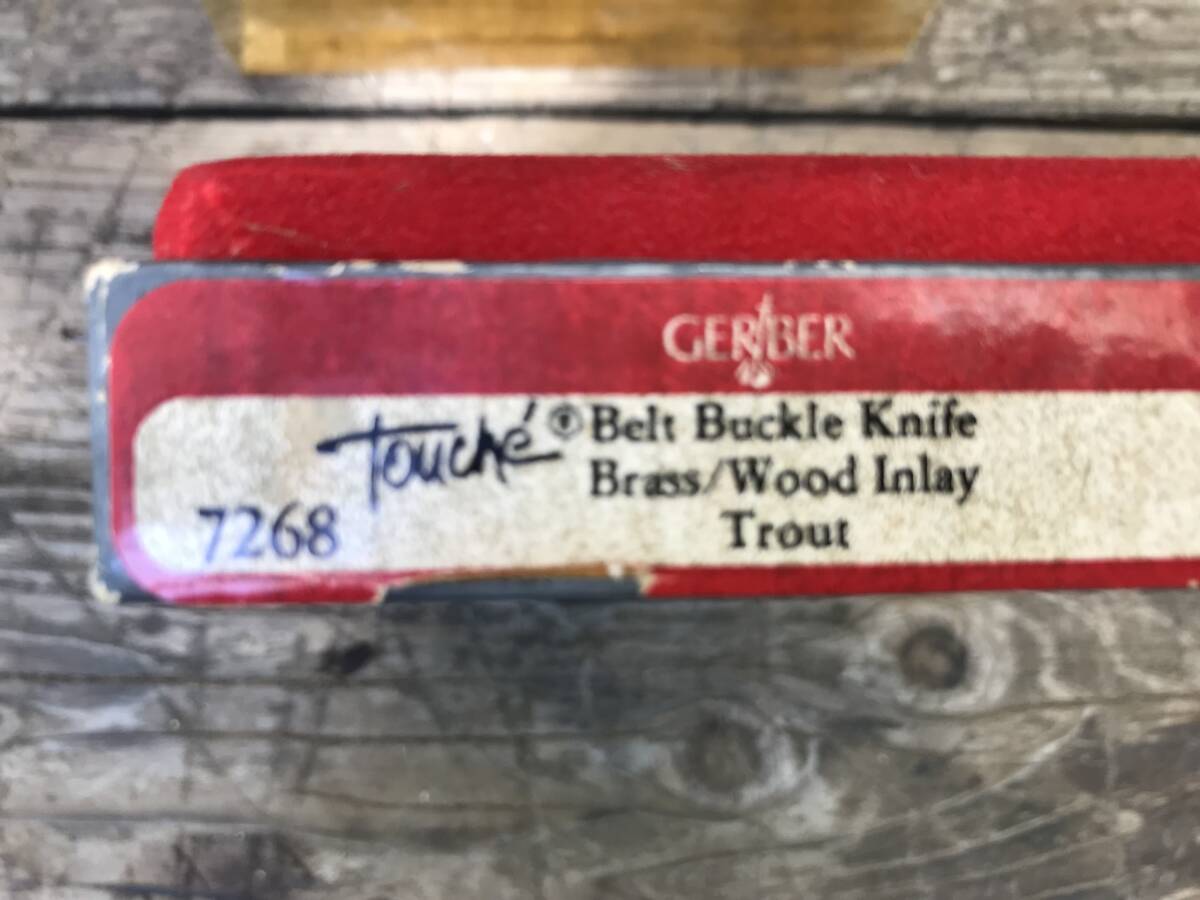 GERBER
Touché® Belt Buckle Knife
Brass/Wood Inlay
7268 Trout